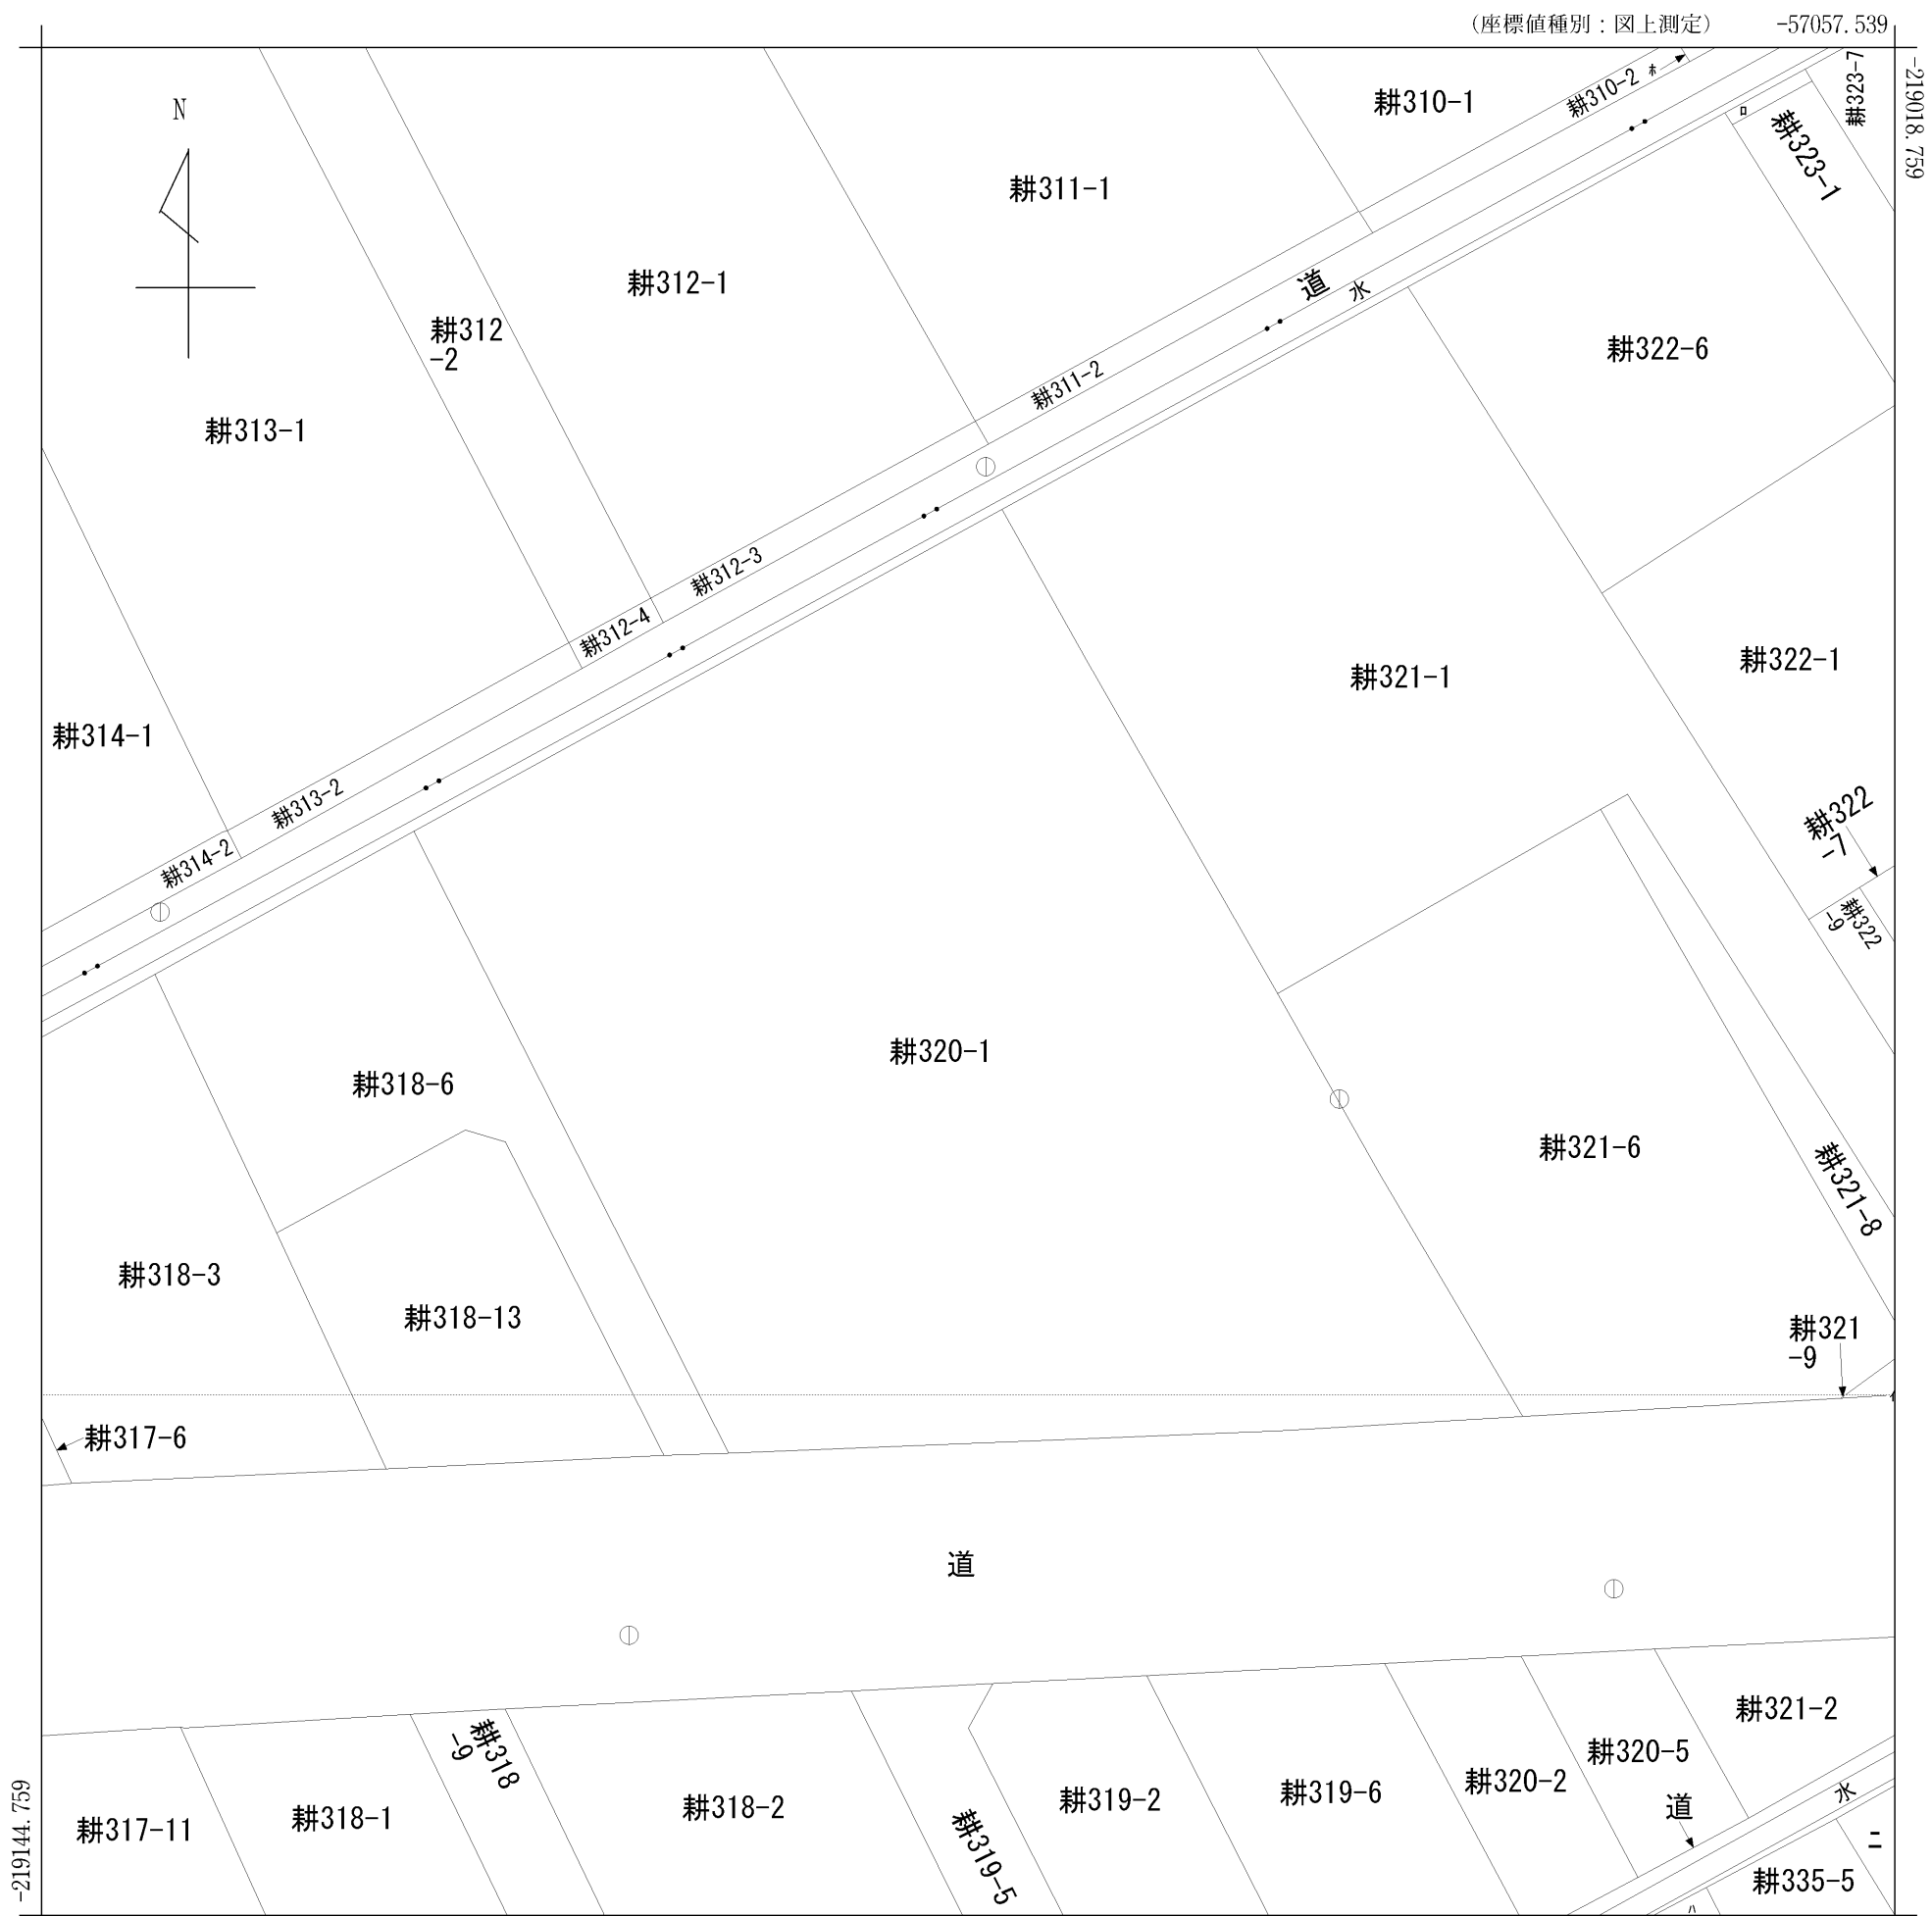 (座標値種別：図上測定)
-57057.539
-219018.759
N
耕310-1
耕310-2
ホ
ロ
耕323-7
耕323-1
耕311-1
耕312-1
道
水
耕312
-2
耕322-6
耕311-2
耕313-1
耕312-3
耕312-4
耕322-1
耕321-1
耕314-1
耕313-2
耕322
-7
耕314-2
耕322
-9
耕320-1
耕318-6
耕321-6
耕321-8
耕318-3
耕318-13
耕321
-9
イ
耕317-6
道
耕321-2
耕318
-9
耕320-5
耕320-2
耕319-6
耕319-2
耕318-2
耕318-1
耕317-11
道
水
ニ
耕319-5
耕335-5
ハ
-219144.759